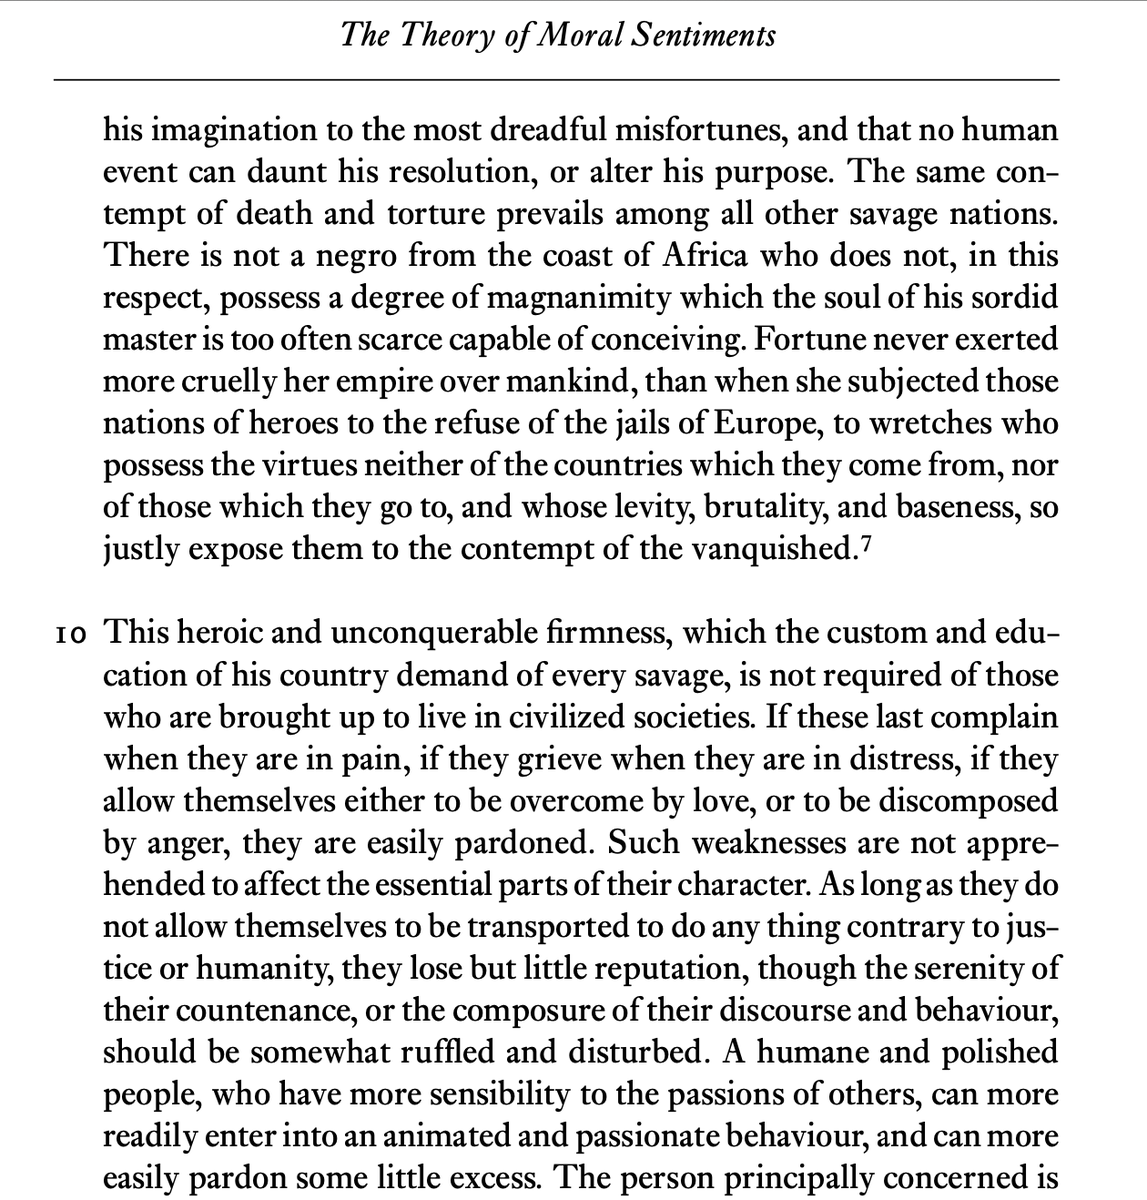 The Theory of Moral Sentiments
his imagination to the most dreadful misfortunes, and that no human
event can daunt his resolution, or alter his purpose. The same con-
tempt of death and torture prevails among all other savage nations.
There is not a negro from the coast of Africa who does not, in this
respect, possess a degree of magnanimity which the soul of his sordid
master is too often scarce capable of conceiving. Fortune never exerted
more cruelly her empire over mankind, than when she subjected those
nations of heroes to the refuse of the jails of Europe, to wretches who
possess the virtues neither of the countries which they come from, nor
of those which they go to, and whose levity, brutality, and baseness, so
justly expose them to the contempt of the vanquished.⁷
10 This heroic and unconquerable firmness, which the custom and edu-
cation of his country demand of every savage, is not required of those
who are brought up to live in civilized societies. If these last complain
when they are in pain, if they grieve when they are in distress, if they
allow themselves either to be overcome by love, or to be discomposed
by anger, they are easily pardoned. Such weaknesses are not appre-
hended to affect the essential parts of their character. As long as they do
not allow themselves to be transported to do any thing contrary to jus-
tice or humanity, they lose but little reputation, though the serenity of
their countenance, or the composure of their discourse and behaviour,
should be somewhat ruffled and disturbed. A humane and polished
people, who have more sensibility to the passions of others, can more
readily enter into an animated and passionate behaviour, and can more
easily pardon some little excess. The person principally concerned is